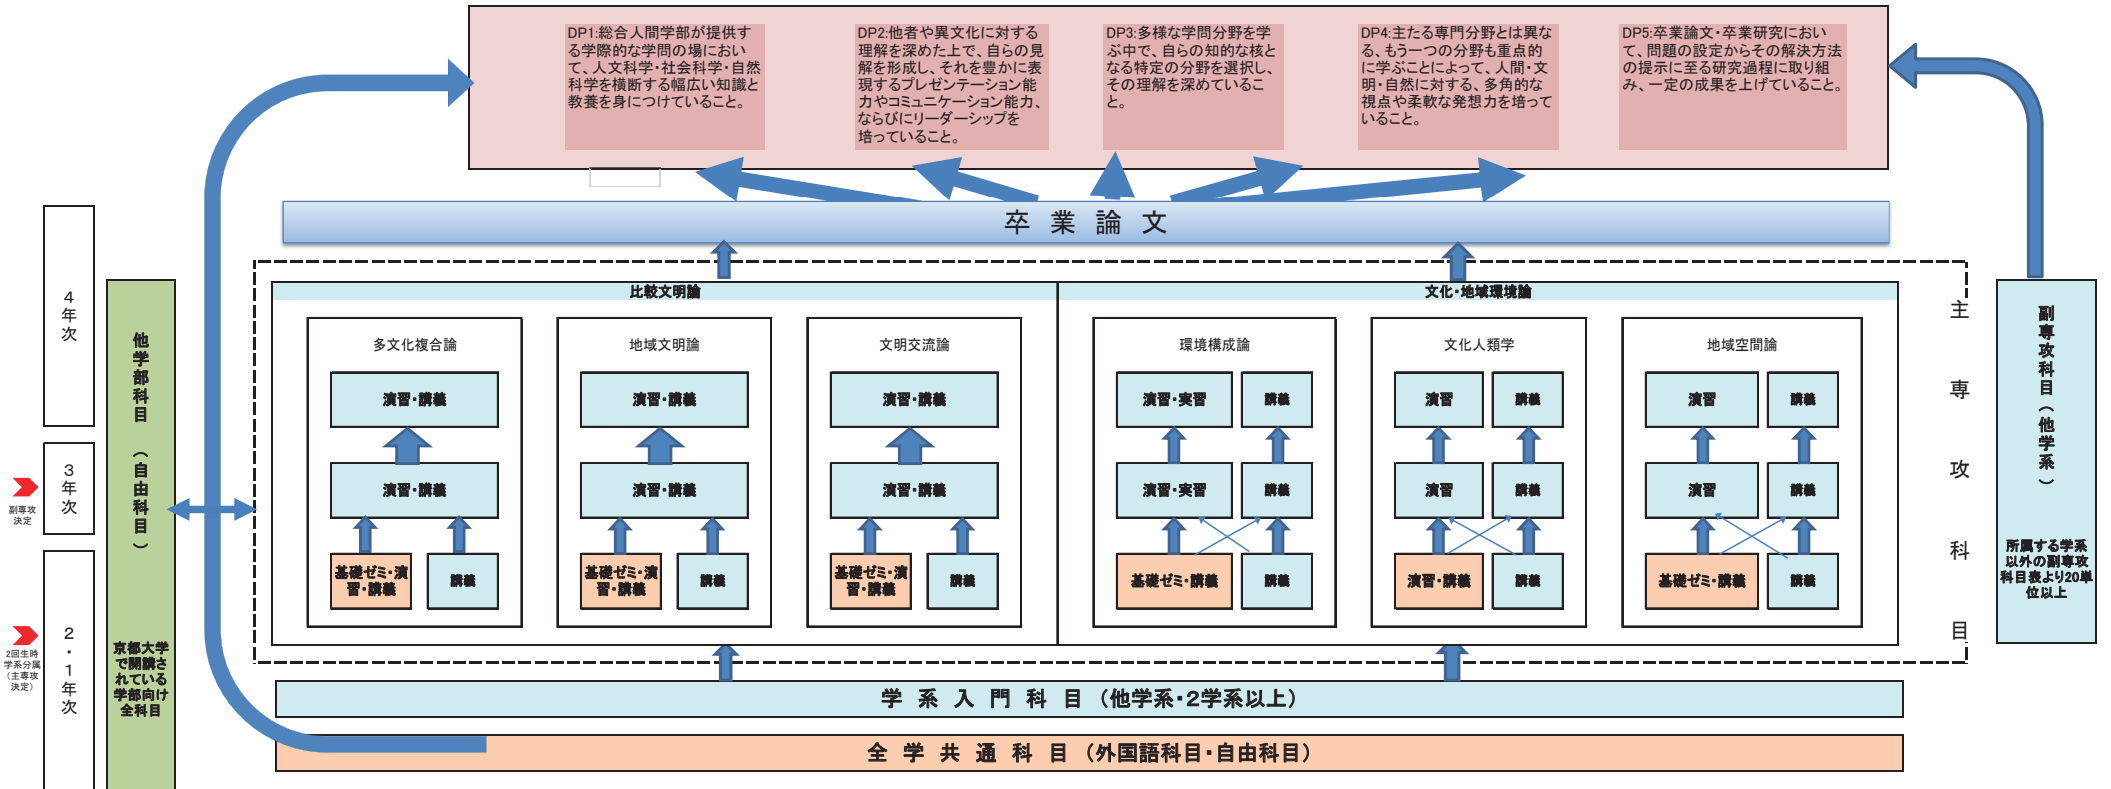 DP1:総合人間学部が提供す
る学際的な学問の場におい
て、人文科学・社会科学・自然
科学を横断する幅広い知識と
教養を身につけていること。
DP2:他者や異文化に対する
理解を深めた上で、自らの見
解を形成し、それを豊かに表
現するプレゼンテーション能
力やコミュニケーション能力、
ならびにリーダーシップを
培っていること。
DP3:多様な学問分野を学
ぶ中で、自らの知的な核と
なる特定の分野を選択し、
その理解を深めているこ
と。
DP4:主たる専門分野とは異な
る、もう一つの分野も重点的
に学ぶことによって、人間・文
明・自然に対する、多角的な
視点や柔軟な発想力を培って
いること。
DP5:卒業論文・卒業研究におい
て、問題の設定からその解決方法
の提示に至る研究過程に取り組
み、一定の成果を上げていること。
卒業論文
4年次
3年次
2・1年次
副専攻
決定
2回生時
学系分属
(主専攻
決定)
他学部科目(自由科目)
京都大学
で開講さ
れている
学部向け
全科目
比較文明論
多文化複合論
演習・講義
演習・講義
基礎ゼミ・演
習・講義
講義
地域文明論
演習・講義
演習・講義
基礎ゼミ・演
習・講義
講義
文明交流論
演習・講義
演習・講義
基礎ゼミ・演
習・講義
講義
文化・地域環境論
環境構成論
演習・実習
講義
演習・実習
講義
基礎ゼミ・講義
講義
文化人類学
演習
講義
演習
講義
演習・講義
講義
地域空間論
演習
講義
演習
講義
基礎ゼミ・講義
講義
主専攻科目
副専攻科目(他学系)
所属する学系
以外の副専攻
科目表より20単
位以上
学系入門科目(他学系・2学系以上)
全学共通科目(外国語科目・自由科目)